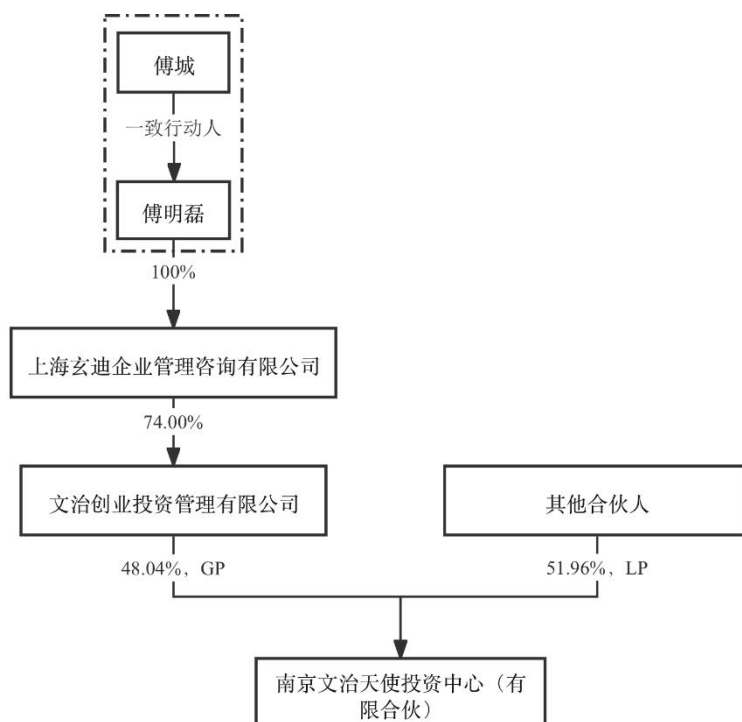 傅城
一致行动人
傅明磊
100%
上海玄迪企业管理咨询有限公司
74.00%
文治创业投资管理有限公司
其他合伙人
48.04%，GP
51.96%，LP
南京文治天使投资中心（有
限合伙）